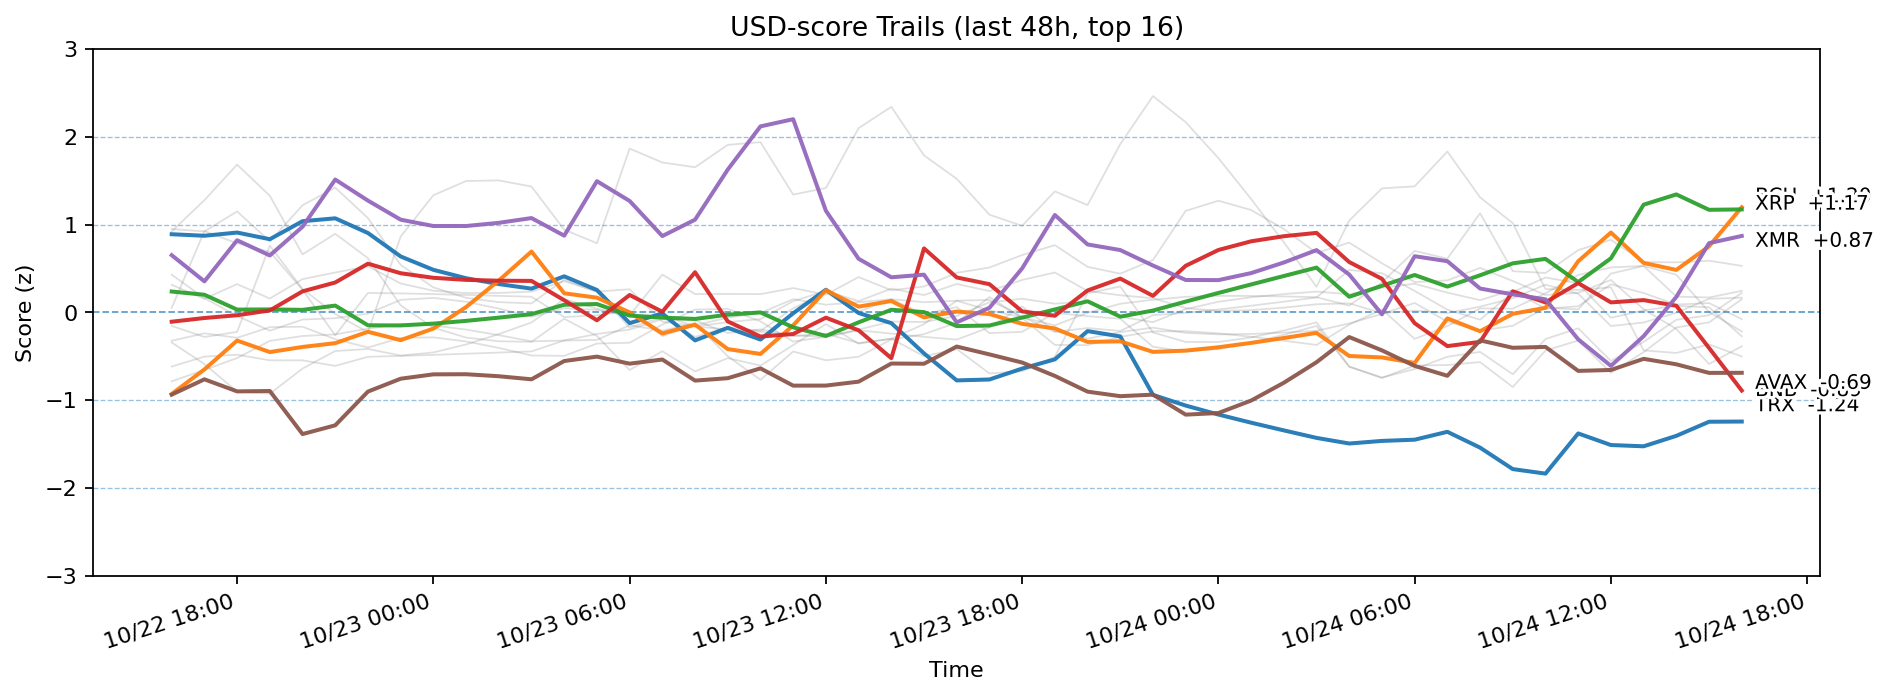 USD-score Trails (last 48h, top 16)
Score (z)
3
2
1
0
−1
−2
−3
XRP +1.17
XMR +0.87
AVAX -0.69
TRX -1.24
10/22 18:00
10/23 00:00
10/23 06:00
10/23 12:00
10/23 18:00
10/24 00:00
10/24 06:00
10/24 12:00
10/24 18:00
Time